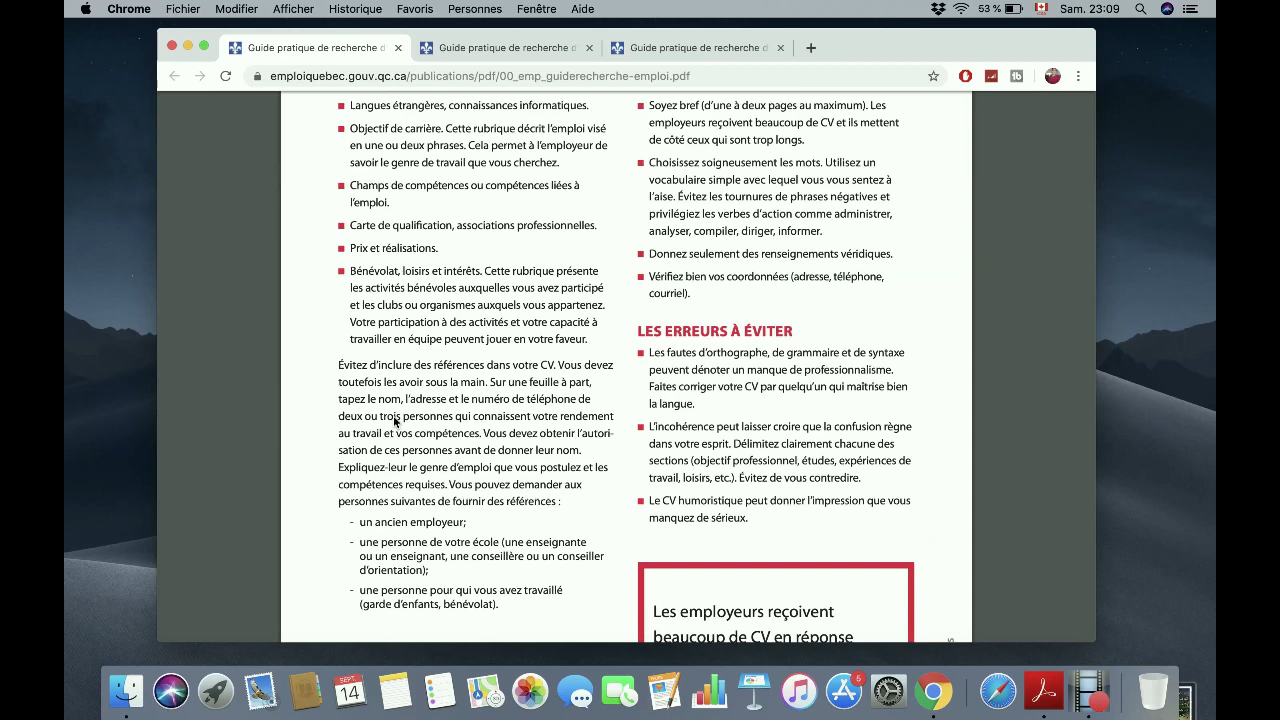 Chrome Fichier Modifier Afficher Historique Favoris Personnes Fenêtre Aide 53 % Sam. 23:09
Guide pratique de recherche d Guide pratique de recherche d Guide pratique de recherche d
emploiquebec.gouv.qc.ca/publications/pdf/00_emp_guiderecherche-emploi.pdf
Langues étrangères, connaissances informatiques.
Objectif de carrière. Cette rubrique décrit l'emploi visé
en une ou deux phrases. Cela permet à l'employeur de
savoir le genre de travail que vous cherchez.
Champs de compétences ou compétences liées à
l'emploi.
Carte de qualification, associations professionnelles.
Prix et réalisations.
Bénévolat, loisirs et intérêts. Cette rubrique présente
les activités bénévoles auxquelles vous avez participé
et les clubs ou organismes auxquels vous appartenez.
Votre participation à des activités et votre capacité à
travailler en équipe peuvent jouer en votre faveur.
Évitez d'inclure des références dans votre CV. Vous devez
toutefois les avoir sous la main. Sur une feuille à part,
tapez le nom, l'adresse et le numéro de téléphone de
deux ou trois personnes qui connaissent votre rendement
au travail et vos compétences. Vous devez obtenir l'autori-
sation de ces personnes avant de donner leur nom.
Expliquez-leur le genre d'emploi que vous postulez et les
compétences requises. Vous pouvez demander aux
personnes suivantes de fournir des références :
- un ancien employeur;
- une personne de votre école (une enseignante
ou un enseignant, une conseillère ou un conseiller
d'orientation);
- une personne pour qui vous avez travaillé
(garde d'enfants, bénévolat).
Soyez bref (d'une à deux pages au maximum). Les
employeurs reçoivent beaucoup de CV et ils mettent
de côté ceux qui sont trop longs.
Choisissez soigneusement les mots. Utilisez un
vocabulaire simple avec lequel vous vous sentez à
l'aise. Évitez les tournures de phrases négatives et
privilégiez les verbes d'action comme administrer,
analyser, compiler, diriger, informer.
Donnez seulement des renseignements véridiques.
Vérifiez bien vos coordonnées (adresse, téléphone,
courriel).
LES ERREURS À ÉVITER
Les fautes d'orthographe, de grammaire et de syntaxe
peuvent dénoter un manque de professionnalisme.
Faites corriger votre CV par quelqu'un qui maîtrise bien
la langue.
L'incohérence peut laisser croire que la confusion règne
dans votre esprit. Délimitez clairement chacune des
sections (objectif professionnel, études, expériences de
travail, loisirs, etc.). Évitez de vous contredire.
Le CV humoristique peut donner l'impression que vous
manquez de sérieux.
Les employeurs reçoivent
beaucoup de CV en réponse
SEPT.
14
5